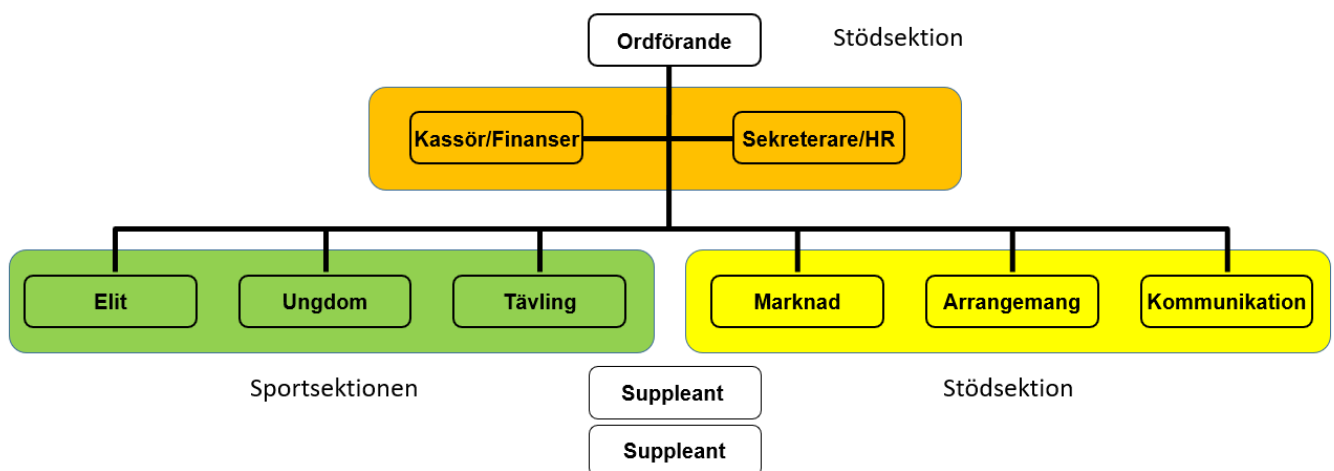 Ordförande
Stödsektion
Kassör/Finanser
Sekreterare/HR
Elit
Ungdom
Tävling
Marknad
Arrangemang
Kommunikation
Sportsektionen
Suppleant
Stödsektion
Suppleant